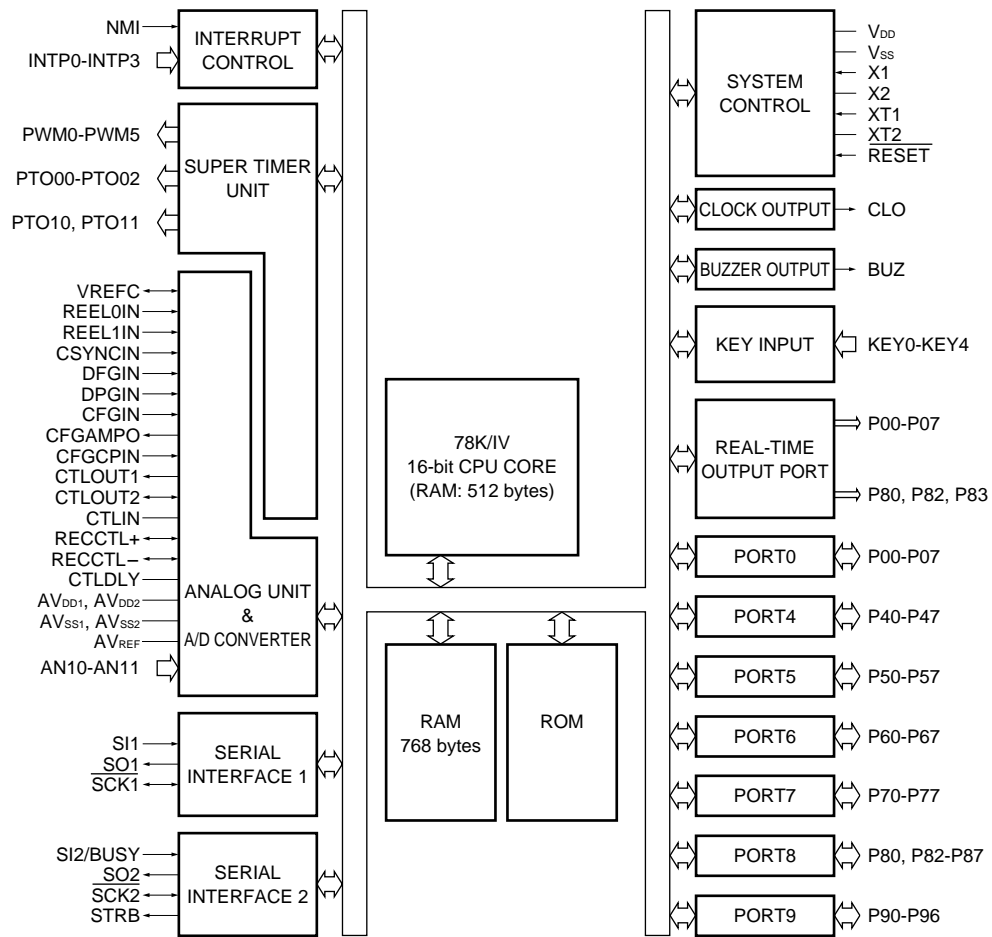 NMI
INTP0-INTP3
INTERRUPT
CONTROL
PWM0-PWM5
PTO00-PTO02
PTO10, PTO11
SUPER TIMER
UNIT
VREFC
REEL0IN
REEL1IN
CSYNCIN
DFGIN
DPGIN
CFGIN
CFGAMPO
CFGCPIN
CTLOUT1
CTLOUT2
CTLIN
RECCTL+
RECCTL−
CTLDLY
AVDD1, AVDD2
AVSS1, AVSS2
AVREF
AN10-AN11
ANALOG UNIT
&
A/D CONVERTER
SI1
SO1
SCK1
SERIAL
INTERFACE 1
SI2/BUSY
SO2
SCK2
STRB
SERIAL
INTERFACE 2
78K/IV
16-bit CPU CORE
(RAM: 512 bytes)
RAM
768 bytes
ROM
SYSTEM
CONTROL
VDD
VSS
X1
X2
XT1
XT2
RESET
CLOCK OUTPUT
CLO
BUZZER OUTPUT
BUZ
KEY INPUT
KEY0-KEY4
REAL-TIME
OUTPUT PORT
P00-P07
P80, P82, P83
PORT0
P00-P07
PORT4
P40-P47
PORT5
P50-P57
PORT6
P60-P67
PORT7
P70-P77
PORT8
P80, P82-P87
PORT9
P90-P96